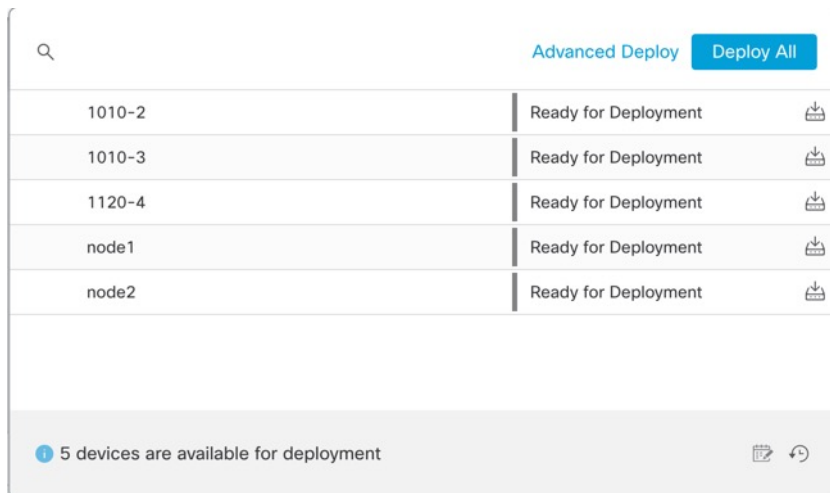 Advanced Deploy Deploy All
1010-2 Ready for Deployment
1010-3 Ready for Deployment
1120-4 Ready for Deployment
node1 Ready for Deployment
node2 Ready for Deployment
5 devices are available for deployment